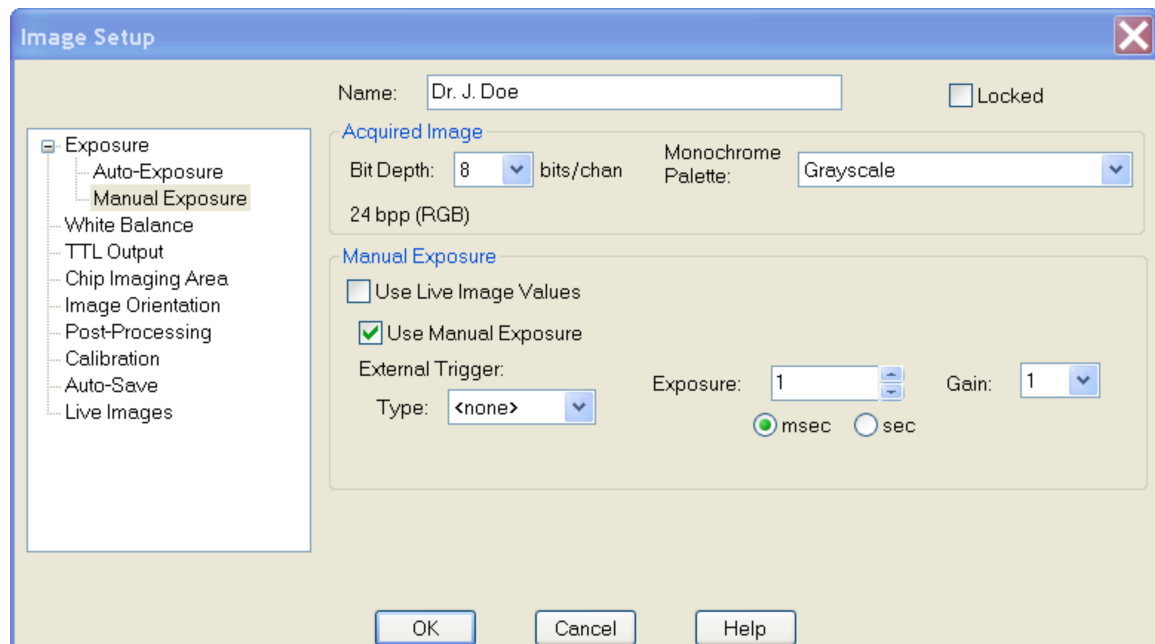 Image Setup
Name: Dr. J. Doe
Locked
Exposure
Auto-Exposure
Manual Exposure
White Balance
TTL Output
Chip Imaging Area
Image Orientation
Post-Processing
Calibration
Auto-Save
Live Images
Acquired Image
Bit Depth: 8 bits/chan
Monochrome
Palette: Grayscale
24 bpp (RGB)
Manual Exposure
Use Live Image Values
Use Manual Exposure
External Trigger:
Type: <none>
Exposure: 1
msec sec
Gain: 1
OK Cancel Help